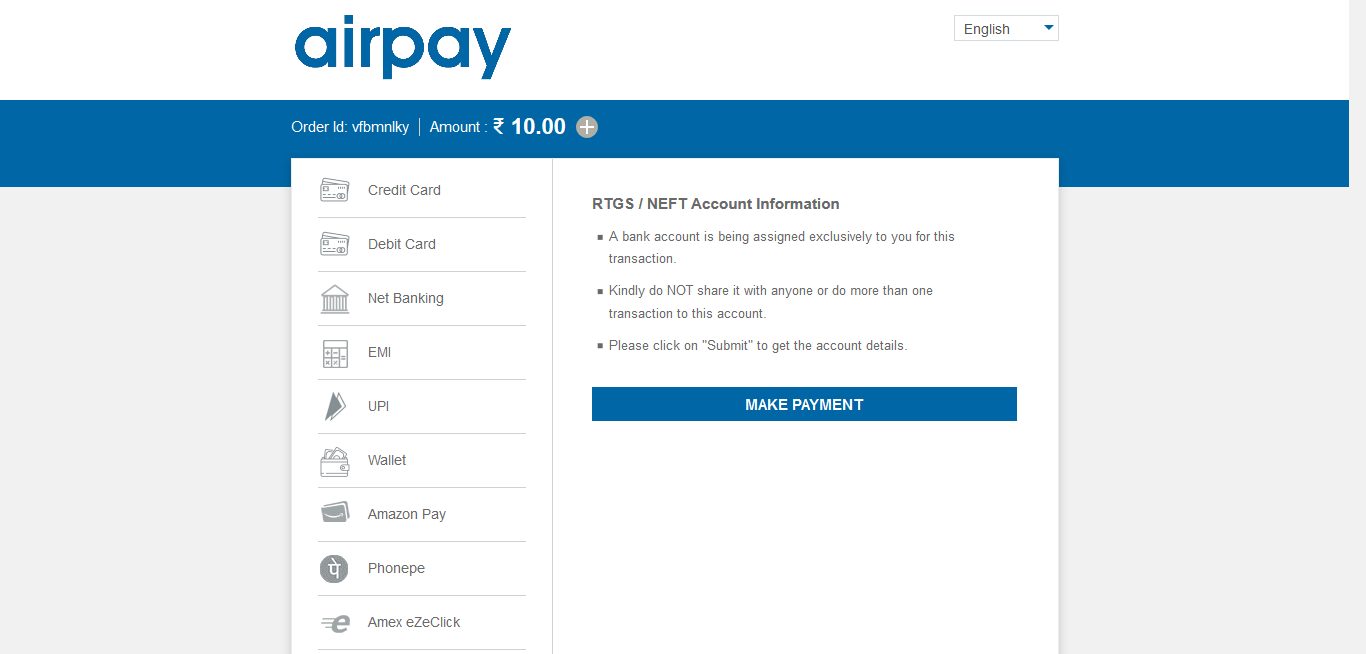 airpay
English
Order Id: vfbmnlky
Amount : ₹ 10.00
Credit Card
Debit Card
Net Banking
EMI
UPI
Wallet
Amazon Pay
पे
Phonepe
Amex eZeClick
RTGS / NEFT Account Information
A bank account is being assigned exclusively to you for this
transaction.
Kindly do NOT share it with anyone or do more than one
transaction to this account.
Please click on "Submit" to get the account details.
MAKE PAYMENT